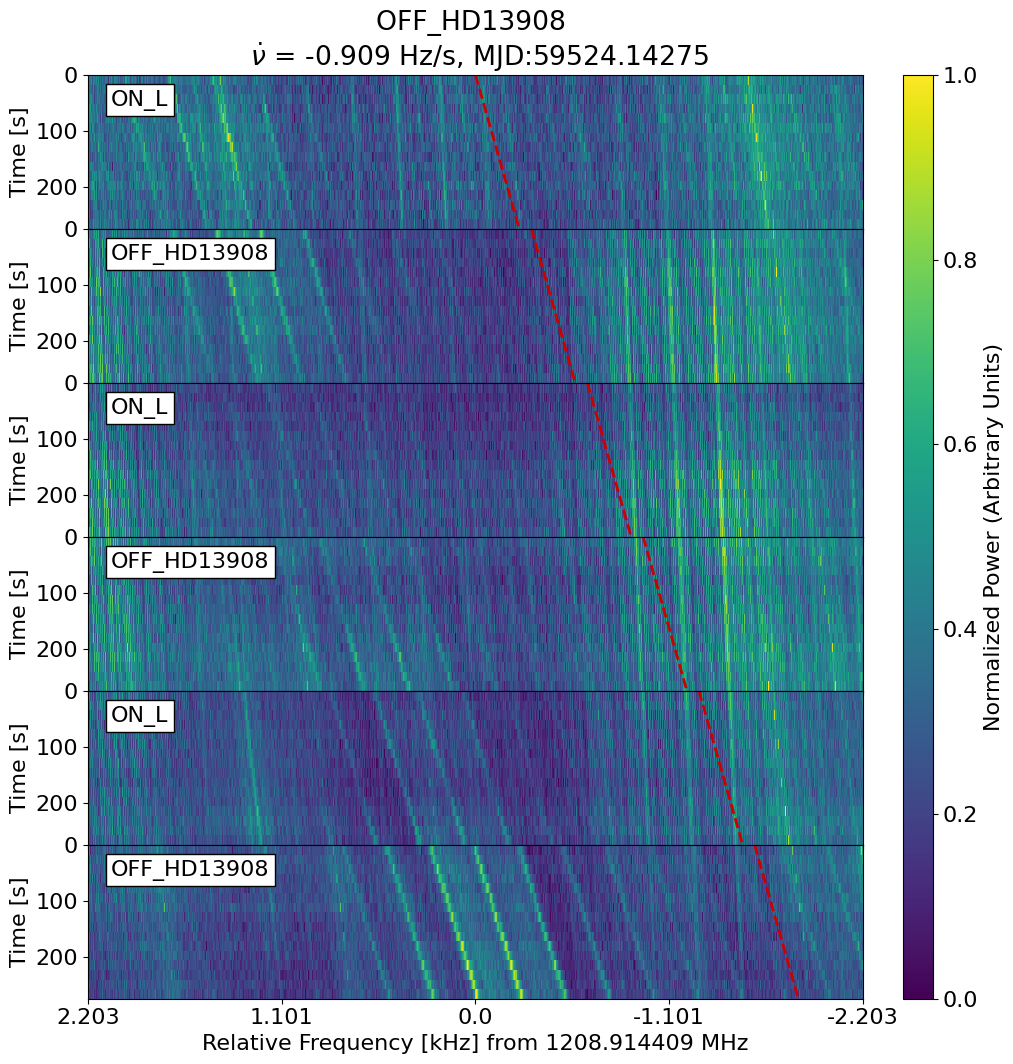 OFF_HD13908
ν̇ = -0.909 Hz/s, MJD:59524.14275
ON_L
OFF_HD13908
ON_L
OFF_HD13908
ON_L
OFF_HD13908
Time [s]
0
100
200
Time [s]
0
100
200
Time [s]
0
100
200
Time [s]
0
100
200
Time [s]
0
100
200
Time [s]
0
100
200
2.203 1.101 0.0 -1.101 -2.203
Relative Frequency [kHz] from 1208.914409 MHz
1.0
0.8
0.6
0.4
0.2
0.0
Normalized Power (Arbitrary Units)